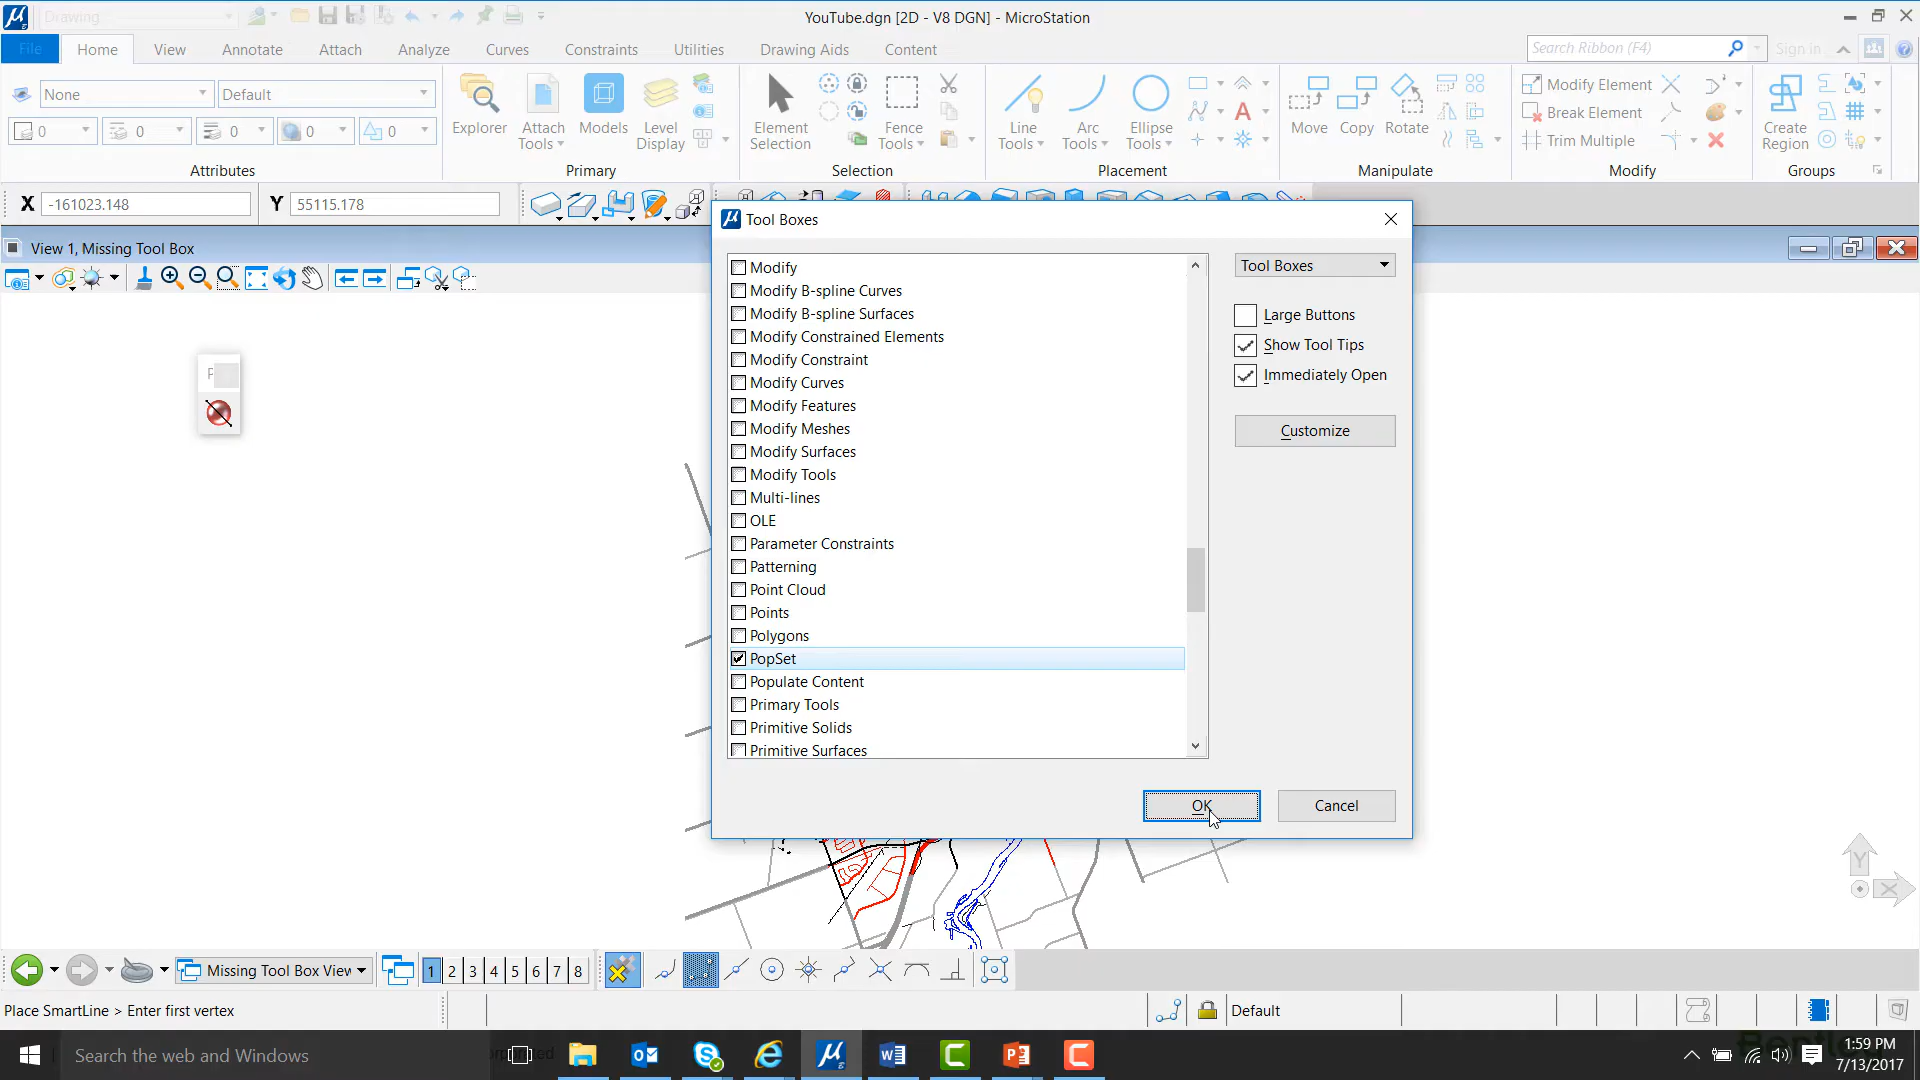 Drawing
YouTube.dgn [2D - V8 DGN] - MicroStation
File
Home
View
Annotate
Attach
Analyze
Curves
Constraints
Utilities
Drawing Aids
Content
Search Ribbon (F4)
Sign in
None
Default
0
0
0
0
0
Attributes
Explorer
Attach
Tools
Models
Level
Display
Primary
Element
Selection
Fence
Tools
Selection
Line
Tools
Arc
Tools
Ellipse
Tools
Placement
Move
Copy
Rotate
Manipulate
Modify Element
Break Element
Trim Multiple
Modify
Create
Region
Groups
X
-161023.148
Y
55115.178
View 1, Missing Tool Box
Tool Boxes
Modify
Modify B-spline Curves
Modify B-spline Surfaces
Modify Constrained Elements
Modify Constraint
Modify Curves
Modify Features
Modify Meshes
Modify Surfaces
Modify Tools
Multi-lines
OLE
Parameter Constraints
Patterning
Point Cloud
Points
Polygons
PopSet
Populate Content
Primary Tools
Primitive Solids
Primitive Surfaces
Tool Boxes
Large Buttons
Show Tool Tips
Immediately Open
Customize
OK
Cancel
Y
X
Missing Tool Box View
1 2 3 4 5 6 7 8
Place SmartLine > Enter first vertex
Default
Search the web and Windows
1:59 PM
7/13/2017